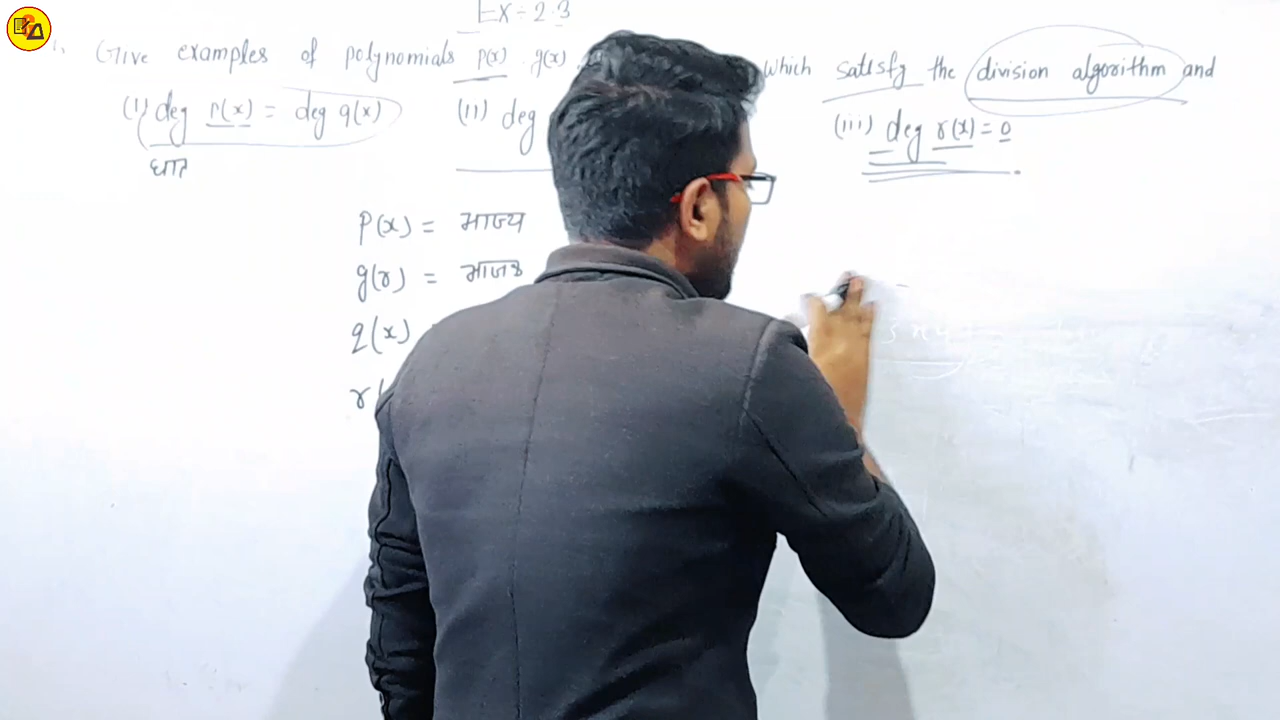 Ex÷2.3
Give examples of polynomials p(x) g(x) which satisfy the division algorithm and
(i) deg p(x) = deg q(x) (ii) deg (iii) deg r(x) = 0
घात
P(x) = भाज्य
g(x) = भाजक
q(x)
r(